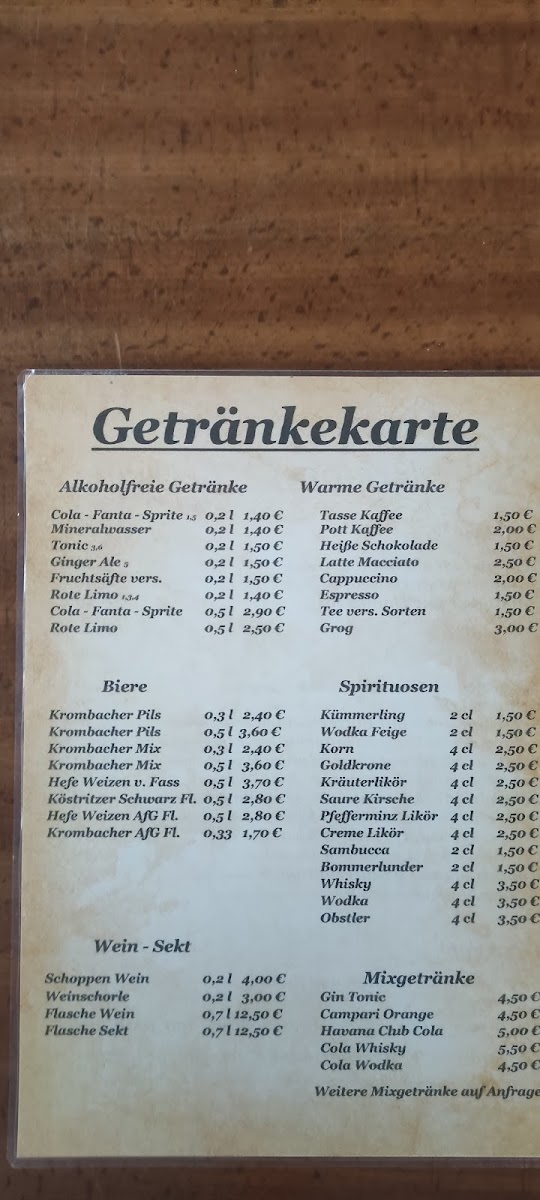 Getränkekarte
Alkoholfreie Getränke
Cola - Fanta - Sprite 1,5 0,2 l 1,40 €
Mineralwasser 0,2 l 1,40 €
Tonic 3,6 0,2 l 1,50 €
Ginger Ale 5 0,2 l 1,50 €
Fruchtsäfte vers. 0,2 l 1,50 €
Rote Limo 1,3,4 0,2 l 1,40 €
Cola - Fanta - Sprite 0,5 l 2,90 €
Rote Limo 0,5 l 2,50 €
Warme Getränke
Tasse Kaffee 1,50 €
Pott Kaffee 2,00 €
Heiße Schokolade 1,50 €
Latte Macciato 2,50 €
Cappuccino 2,00 €
Espresso 1,50 €
Tee vers. Sorten 1,50 €
Grog 3,00 €
Biere
Krombacher Pils 0,3 l 2,40 €
Krombacher Pils 0,5 l 3,60 €
Krombacher Mix 0,3 l 2,40 €
Krombacher Mix 0,5 l 3,60 €
Hefe Weizen v. Fass 0,5 l 3,70 €
Köstritzer Schwarz Fl. 0,5 l 2,80 €
Hefe Weizen AfG Fl. 0,5 l 2,80 €
Krombacher AfG Fl. 0,33 1,70 €
Spirituosen
Kümmerling 2 cl 1,50 €
Wodka Feige 2 cl 1,50 €
Korn 4 cl 2,50 €
Goldkrone 4 cl 2,50 €
Kräuterlikör 4 cl 2,50 €
Saure Kirsche 4 cl 2,50 €
Pfefferminz Likör 4 cl 2,50 €
Creme Likör 4 cl 2,50 €
Sambucca 2 cl 1,50 €
Bommerlunder 2 cl 1,50 €
Whisky 4 cl 3,50 €
Wodka 4 cl 3,50 €
Obstler 4 cl 3,50 €
Wein - Sekt
Schoppen Wein 0,2 l 4,00 €
Weinschorle 0,2 l 3,00 €
Flasche Wein 0,7 l 12,50 €
Flasche Sekt 0,7 l 12,50 €
Mixgetränke
Gin Tonic 4,50 €
Campari Orange 4,50 €
Havana Club Cola 5,00 €
Cola Whisky 5,50 €
Cola Wodka 4,50 €
Weitere Mixgetränke auf Anfrage